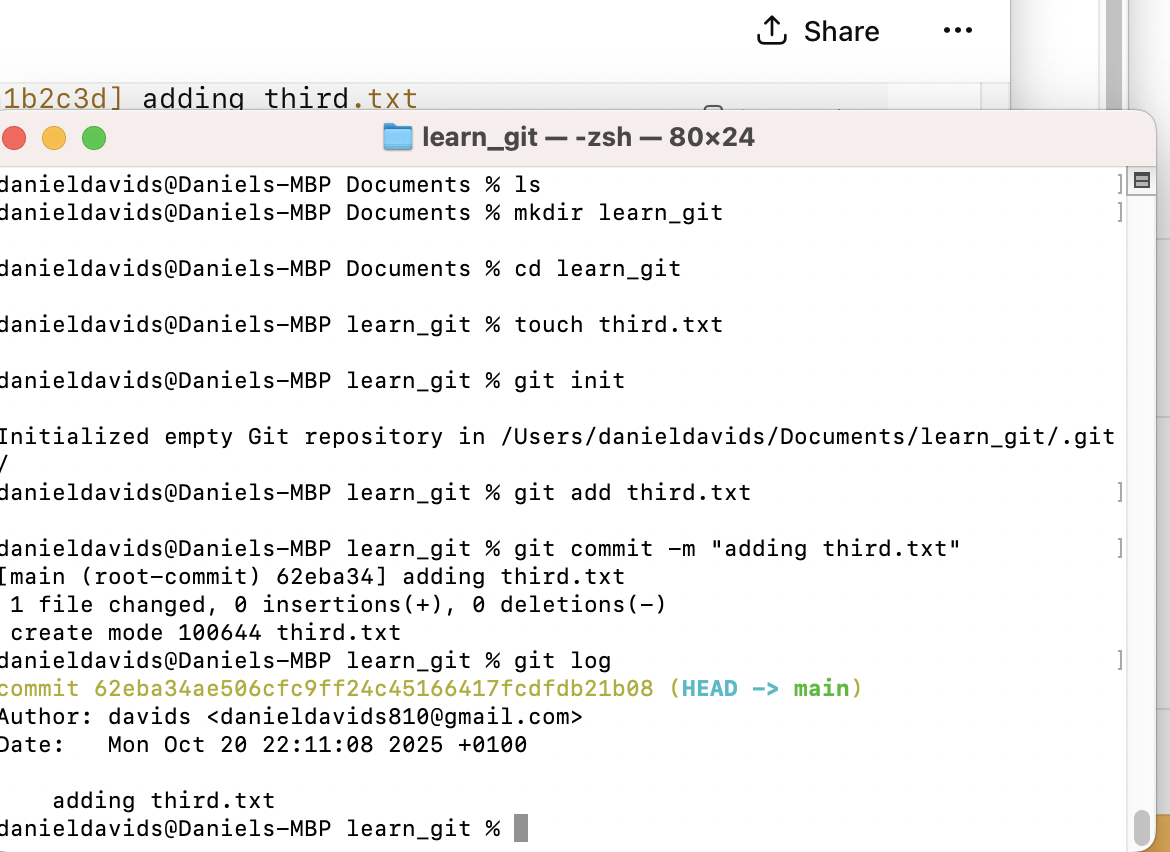 Share
1b2c3d] adding third.txt
learn_git — -zsh — 80×24
danieldavids@Daniels-MBP Documents % ls
danieldavids@Daniels-MBP Documents % mkdir learn_git
danieldavids@Daniels-MBP Documents % cd learn_git
danieldavids@Daniels-MBP learn_git % touch third.txt
danieldavids@Daniels-MBP learn_git % git init
Initialized empty Git repository in /Users/danieldavids/Documents/learn_git/.git
/
danieldavids@Daniels-MBP learn_git % git add third.txt
danieldavids@Daniels-MBP learn_git % git commit -m "adding third.txt"
[main (root-commit) 62eba34] adding third.txt
1 file changed, 0 insertions(+), 0 deletions(-)
create mode 100644 third.txt
danieldavids@Daniels-MBP learn_git % git log
commit 62eba34ae506cfc9ff24c45166417fcdfdb21b08 (HEAD -> main)
Author: davids <danieldavids810@gmail.com>
Date:   Mon Oct 20 22:11:08 2025 +0100
adding third.txt
danieldavids@Daniels-MBP learn_git %